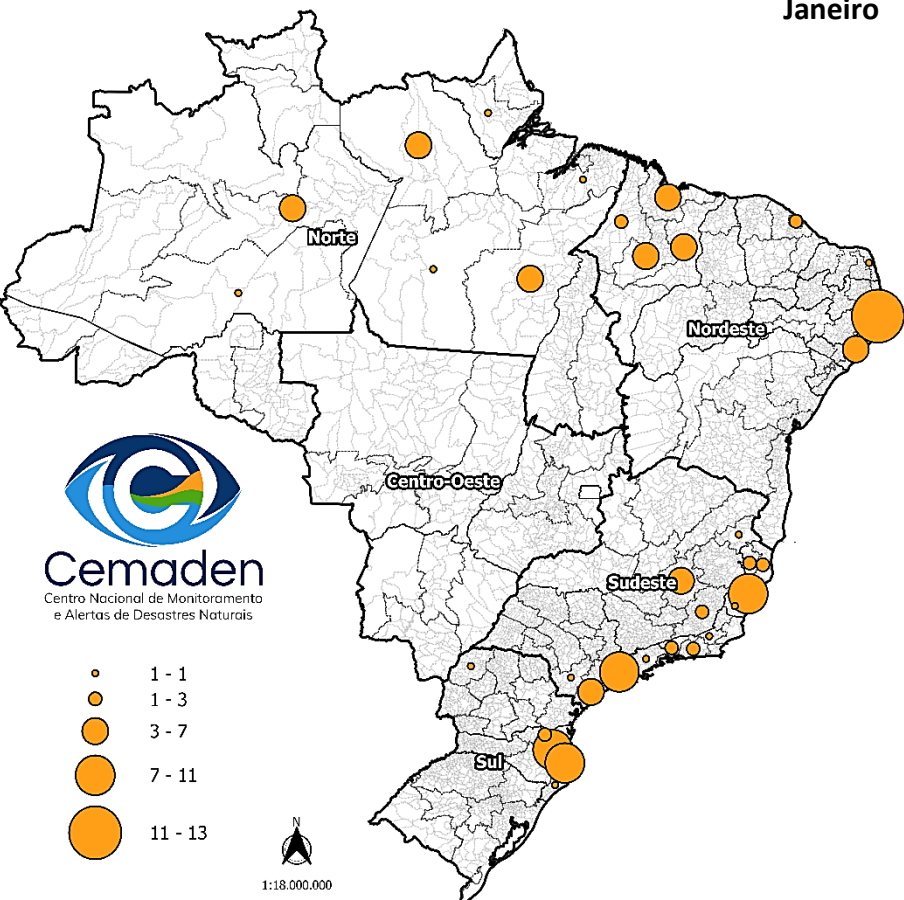 Janeiro
Norte
Nordeste
Centro-Oeste
Sudeste
Sul
Cemaden
Centro Nacional de Monitoramento
e Alertas de Desastres Naturais
1 - 1
1 - 3
3 - 7
7 - 11
11 - 13
N
1:18.000.000